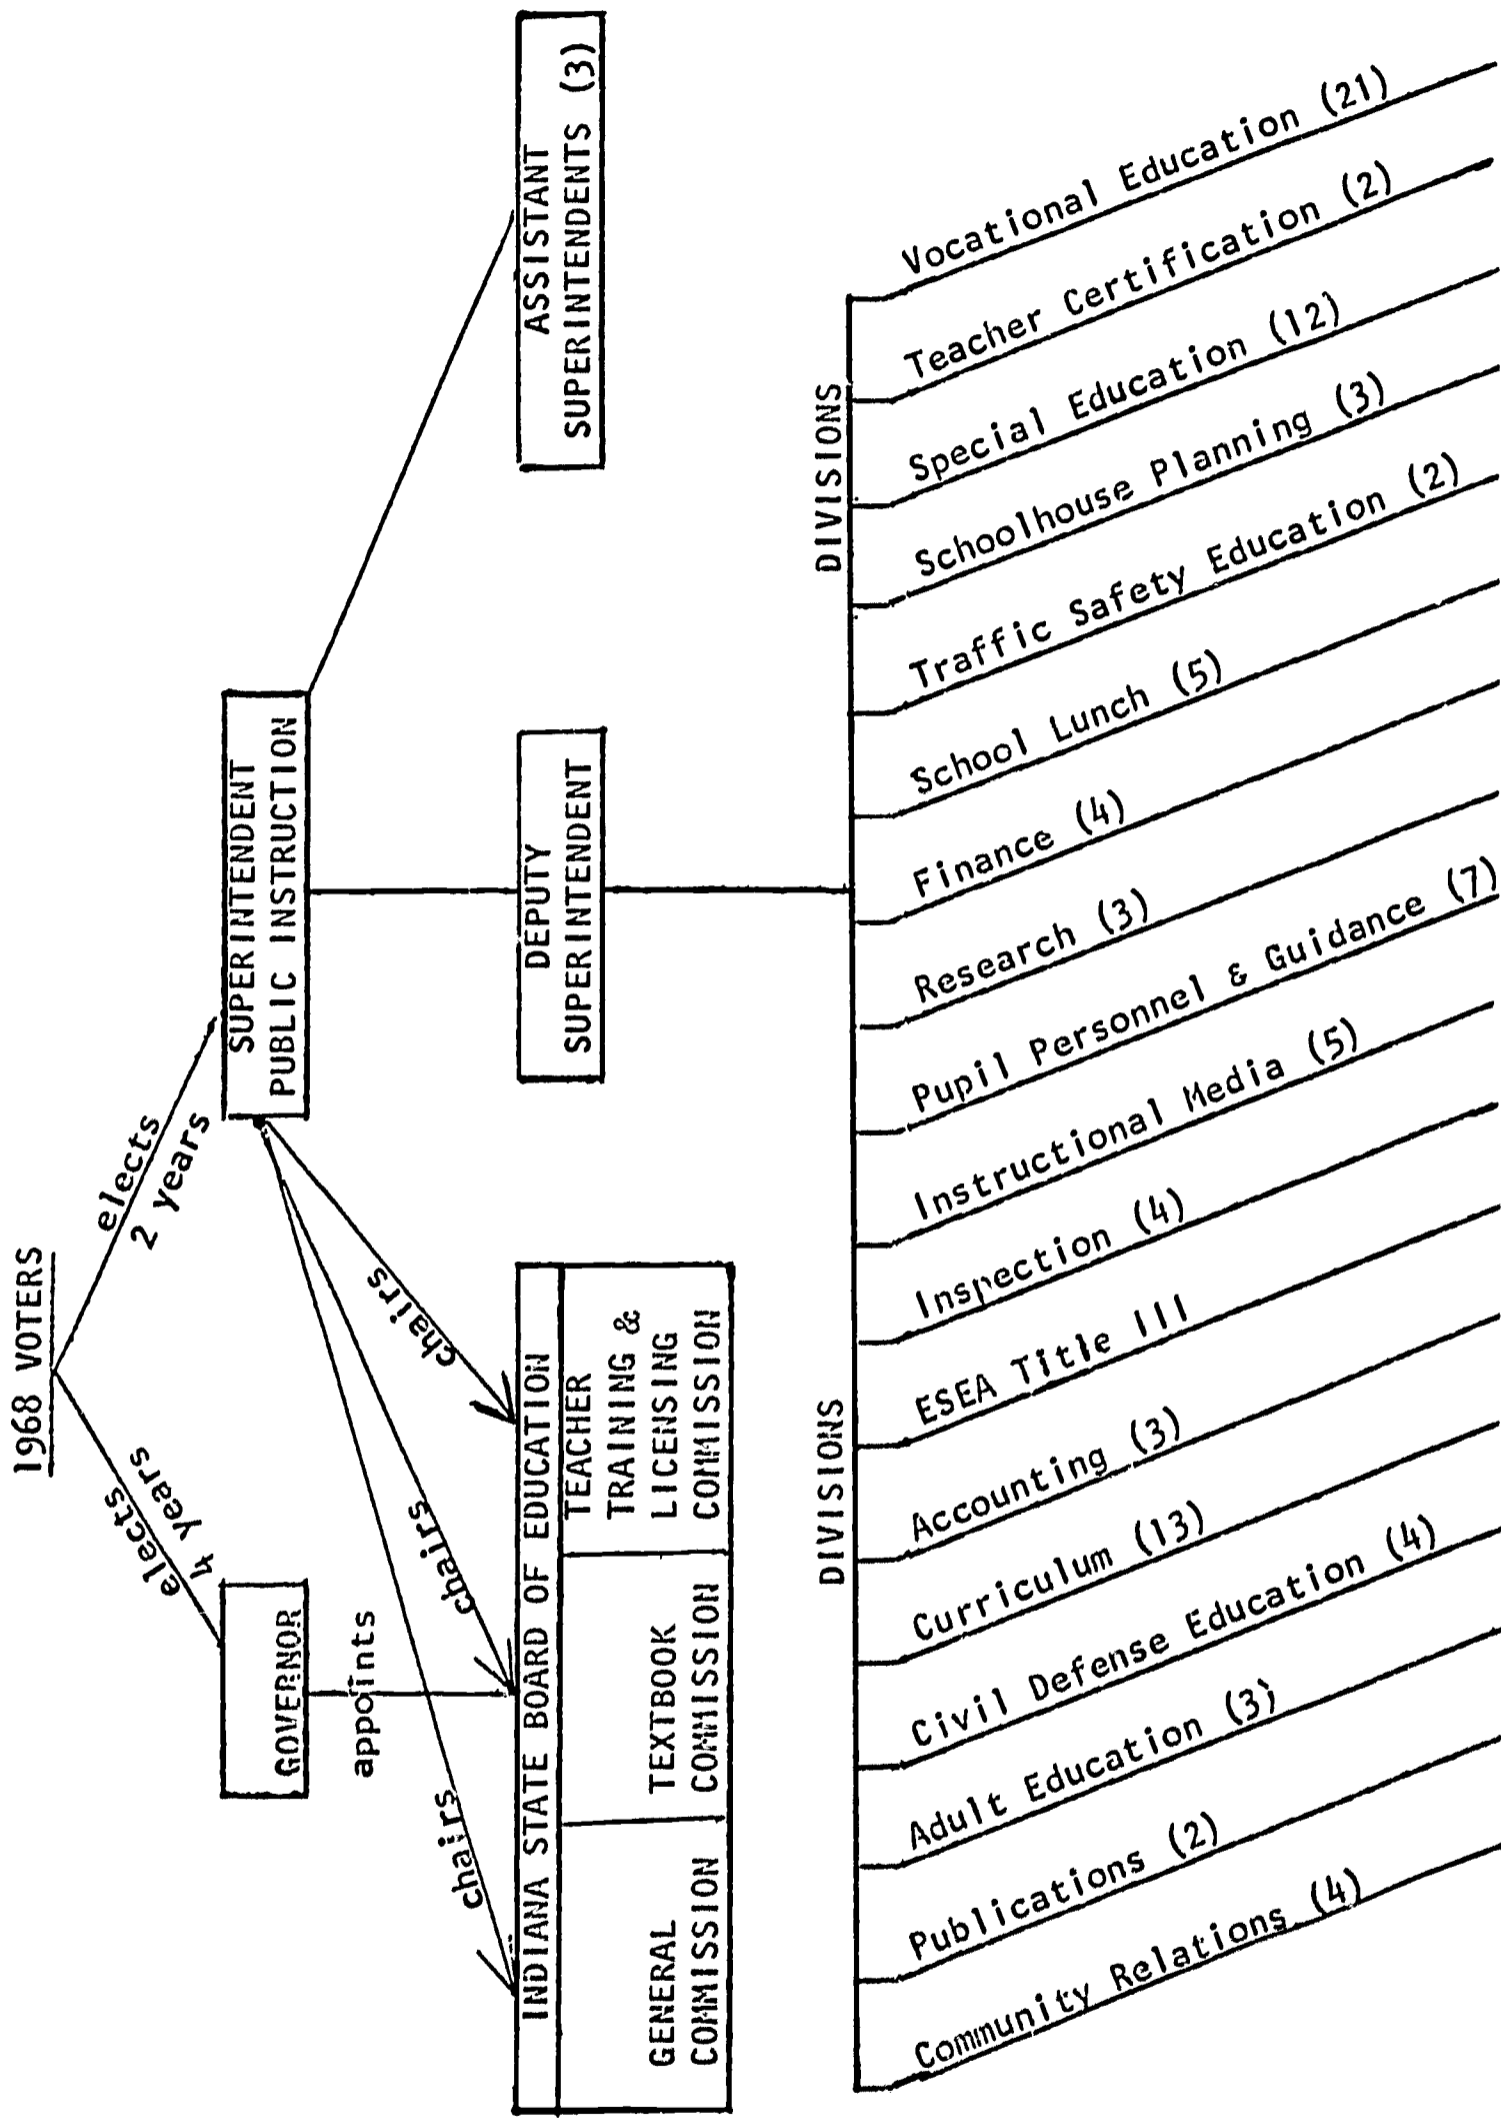 1968 VOTERS
elects
4 years
elects
2 years
GOVERNOR
appoints
SUPERINTENDENT
PUBLIC INSTRUCTION
chairs
chairs
chairs
INDIANA STATE BOARD OF EDUCATION
GENERAL
COMMISSION
TEXTBOOK
COMMISSION
TEACHER
TRAINING &
LICENSING
COMMISSION
DEPUTY
SUPERINTENDENT
ASSISTANT
SUPERINTENDENTS (3)
DIVISIONS
DIVISIONS
Community Relations (4)
Publications (2)
Adult Education (3)
Civil Defense Education (4)
Curriculum (13)
Accounting (3)
ESEA Title III
Inspection (4)
Instructional Media (5)
Pupil Personnel & Guidance (7)
Research (3)
Finance (4)
School Lunch (5)
Traffic Safety Education (2)
Schoolhouse Planning (3)
Special Education (12)
Teacher Certification (2)
Vocational Education (21)